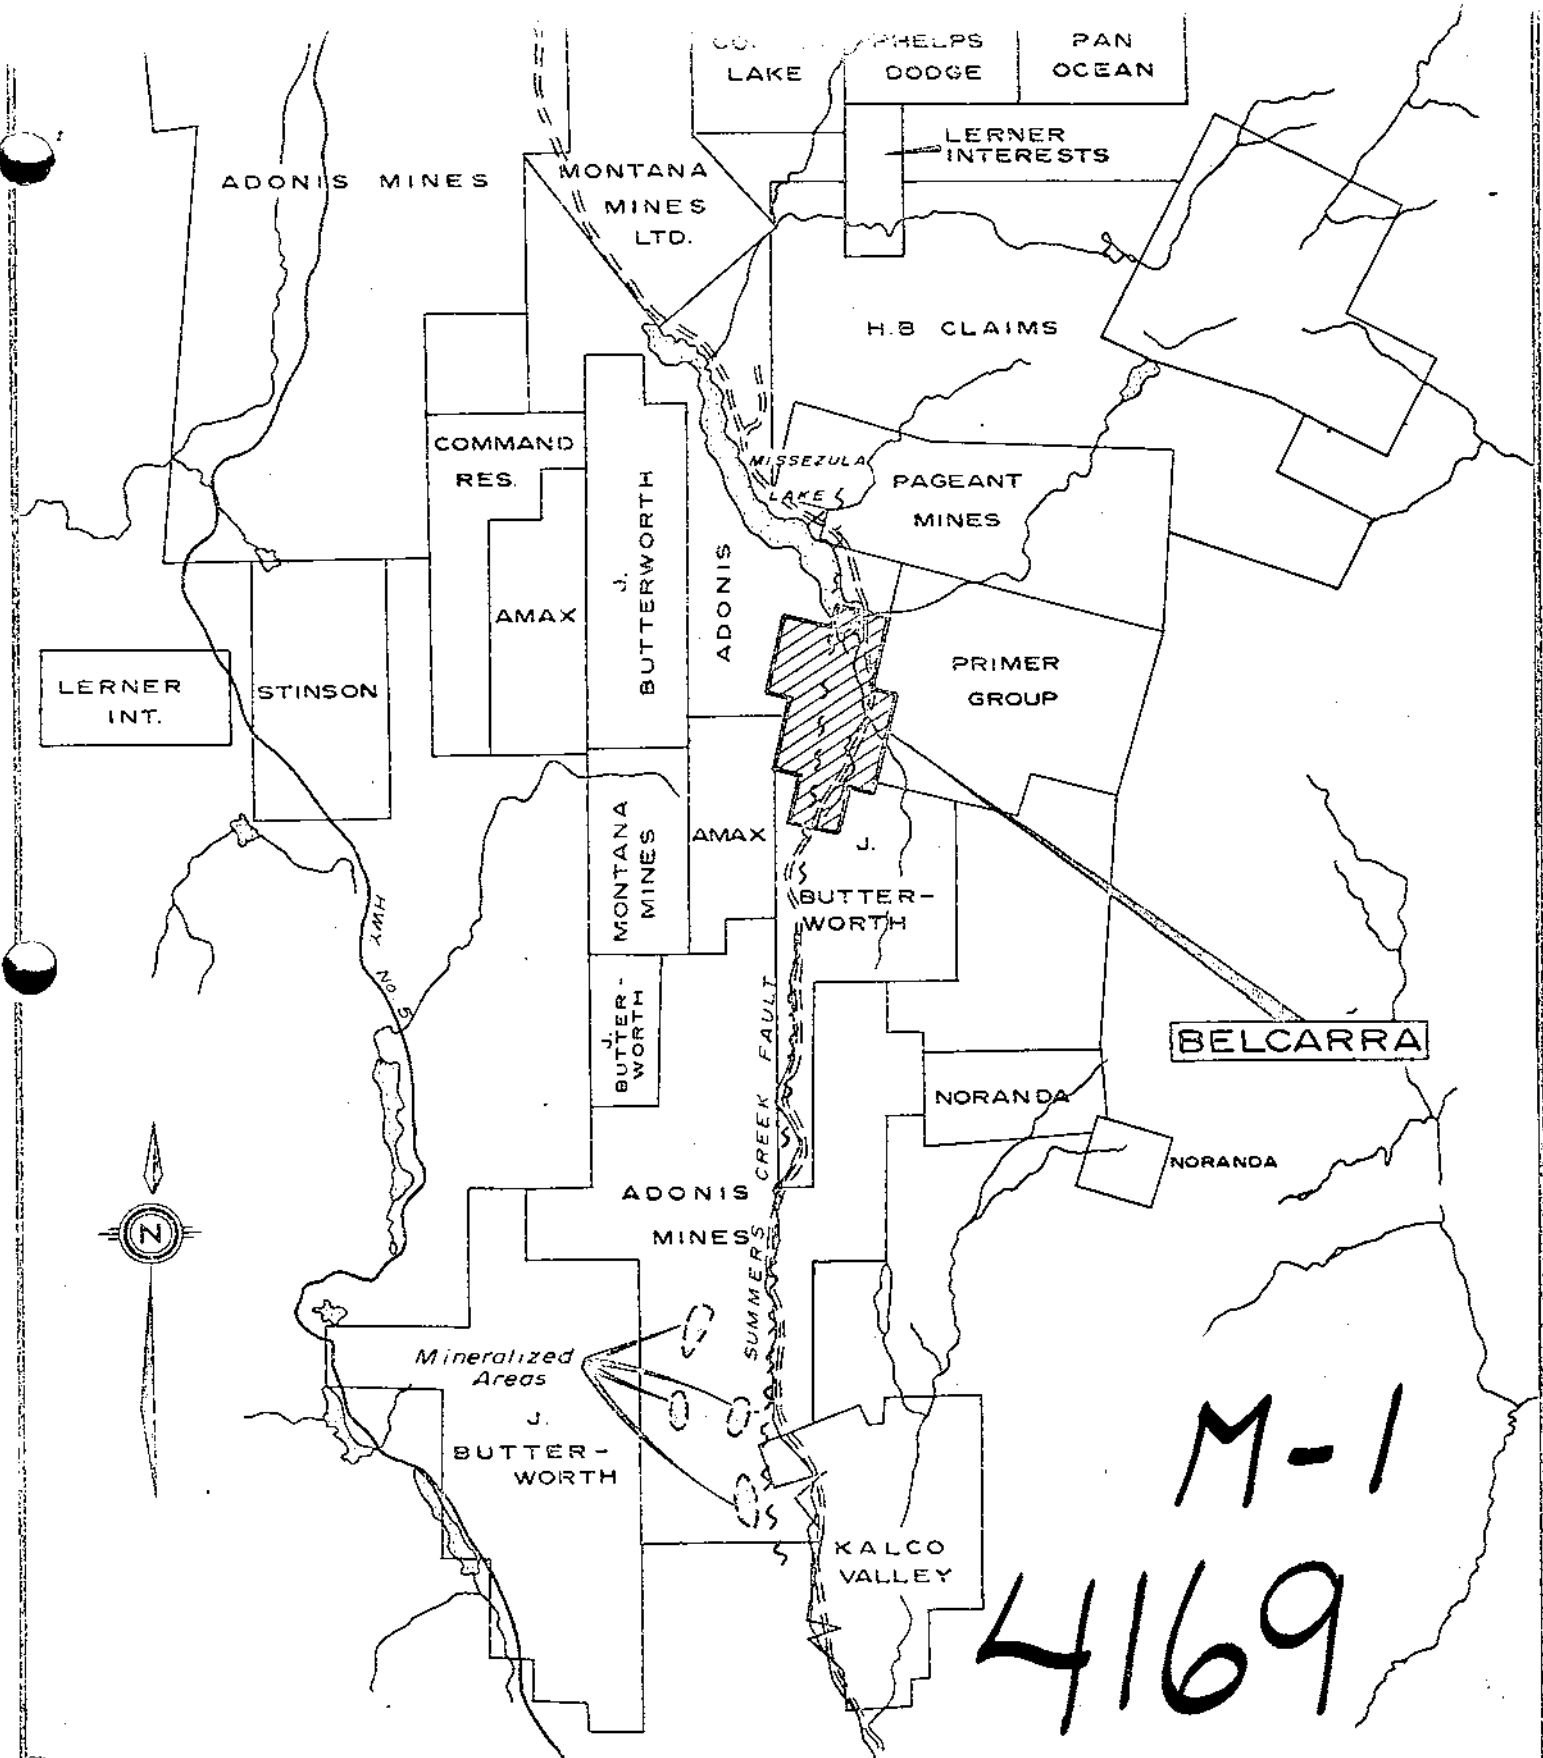 LAKE
PHELPS
DODGE
PAN
OCEAN
LERNER
INTERESTS
ADONIS MINES
MONTANA
MINES
LTD.
H.B CLAIMS
COMMAND
RES.
MISSEZULA
LAKE
PAGEANT
MINES
J.
BUTTERWORTH
ADONIS
AMAX
PRIMER
GROUP
LERNER
INT.
STINSON
MONTANA
MINES
AMAX
J.
BUTTER-
WORTH
HWY No. 5
J.
BUTTER-
WORTH
SUMMERS CREEK FAULT
BELCARRA
NORANDA
NORANDA
N
ADONIS
MINES
Mineralized
Areas
J.
BUTTER-
WORTH
KALCO
VALLEY
M-1
4169